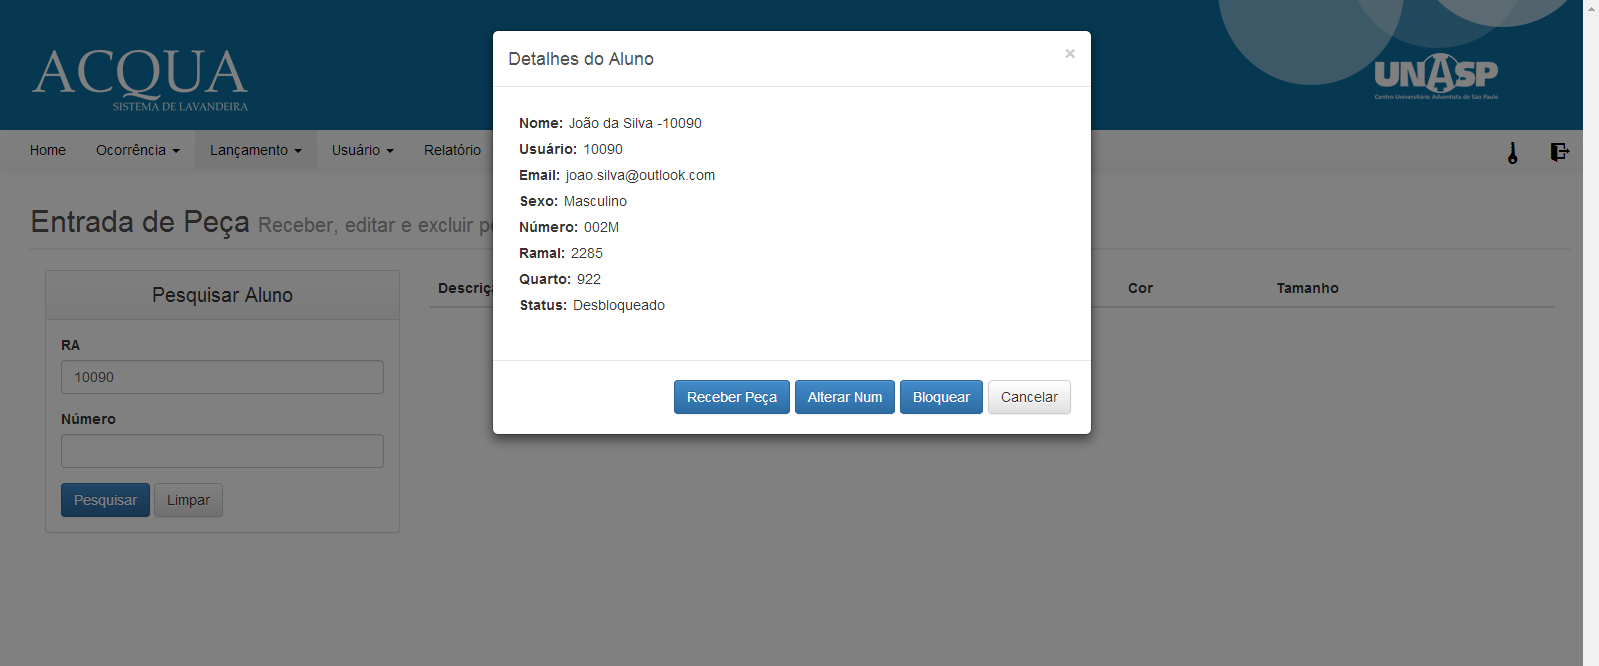 ACQUA
SISTEMA DE LAVANDEIRA
UNASP
Centro Universitário Adventista de São Paulo
Home Ocorrência Lançamento Usuário Relatório
Entrada de Peça Receber, editar e excluir
Pesquisar Aluno
RA
10090
Número
Pesquisar Limpar
Cor Tamanho
Detalhes do Aluno ×
Nome: João da Silva -10090
Usuário: 10090
Email: joao.silva@outlook.com
Sexo: Masculino
Número: 002M
Ramal: 2285
Quarto: 922
Status: Desbloqueado
Receber Peça Alterar Num Bloquear Cancelar